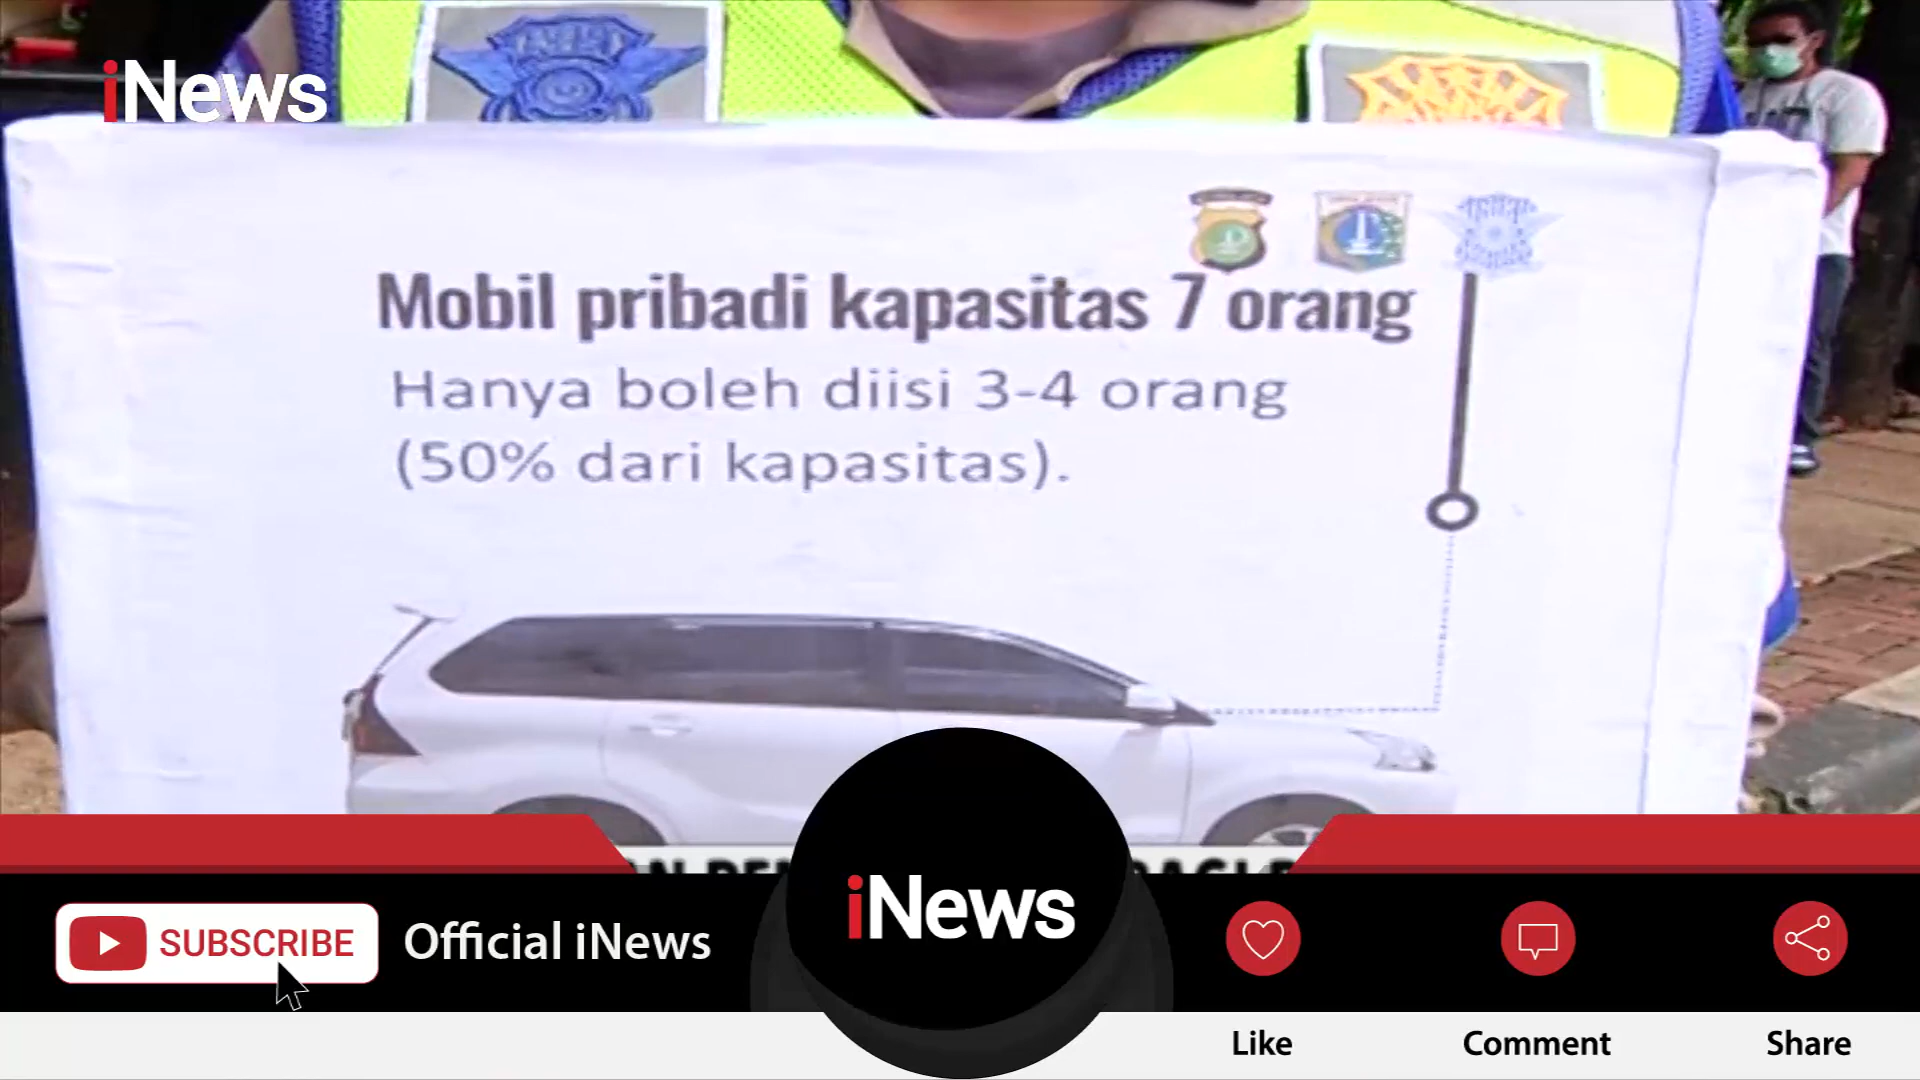 iNews
Mobil pribadi kapasitas 7 orang
Hanya boleh diisi 3-4 orang
(50% dari kapasitas).
SUBSCRIBE
Official iNews
iNews
Like
Comment
Share